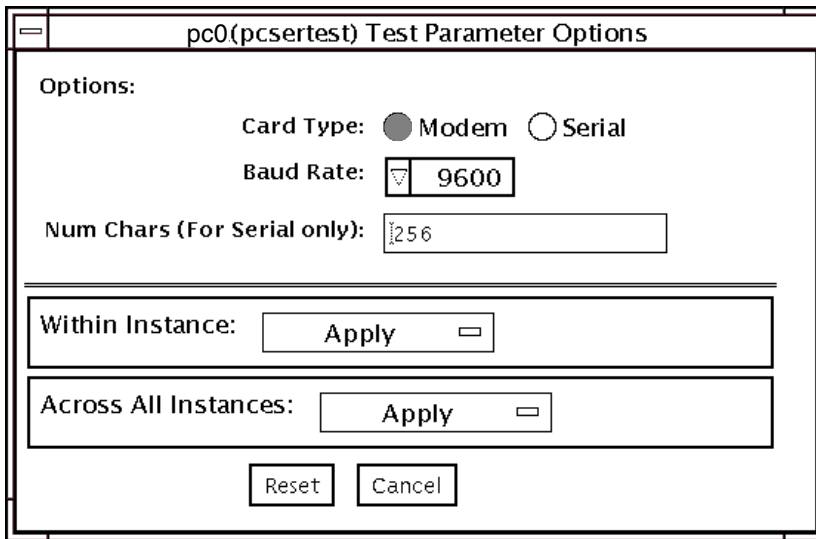 pc0(pcsertest) Test Parameter Options
Options:
Card Type: Modem Serial
Baud Rate: 9600
Num Chars (For Serial only): 256
Within Instance: Apply
Across All Instances: Apply
Reset Cancel